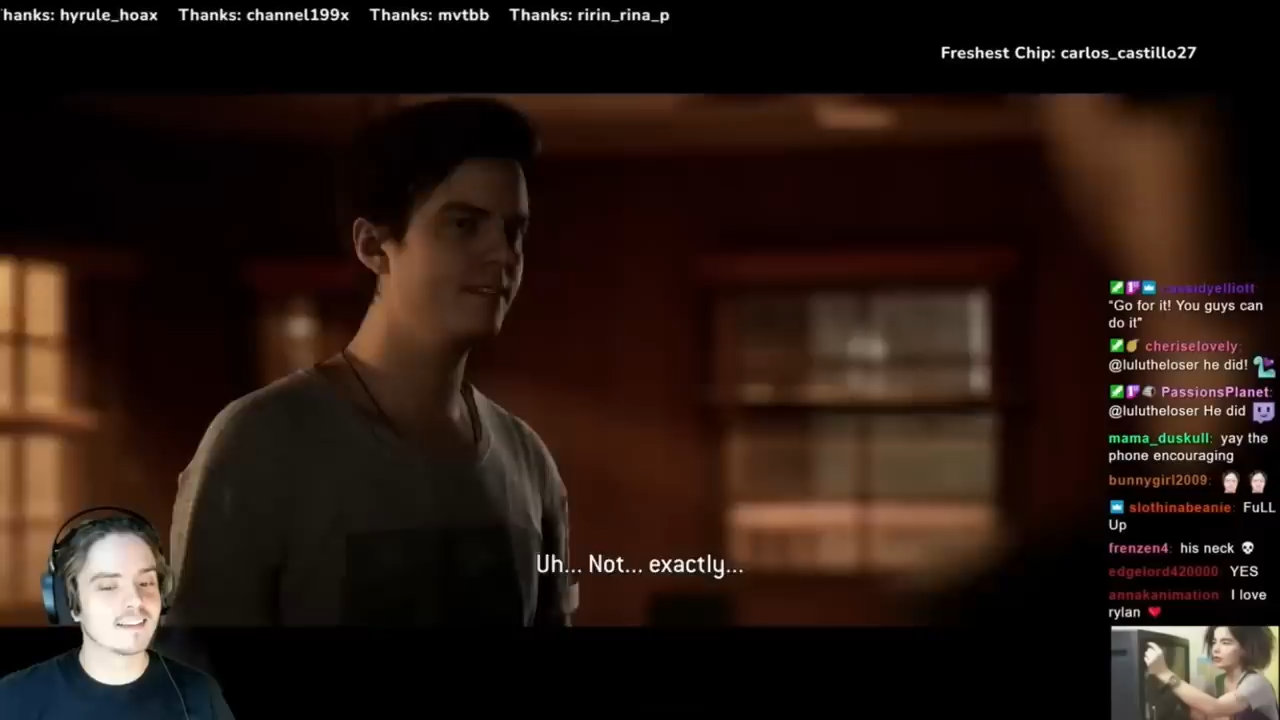 hanks: hyrule_hoax Thanks: channel199x Thanks: mvtbb Thanks: ririn_rina_p
Freshest Chip: carlos_castillo27
cassidyelliott:
"Go for it! You guys can
do it"
cheriselovely:
@lulutheloser he did!
PassionsPlanet:
@lulutheloser He did
mama_duskull: yay the
phone encouraging
bunnygirl2009:
slothinabeanie: FuLL
Up
frenzen4: his neck
edgelord420000 YES
annakanimation I love
rylan
Uh... Not... exactly...